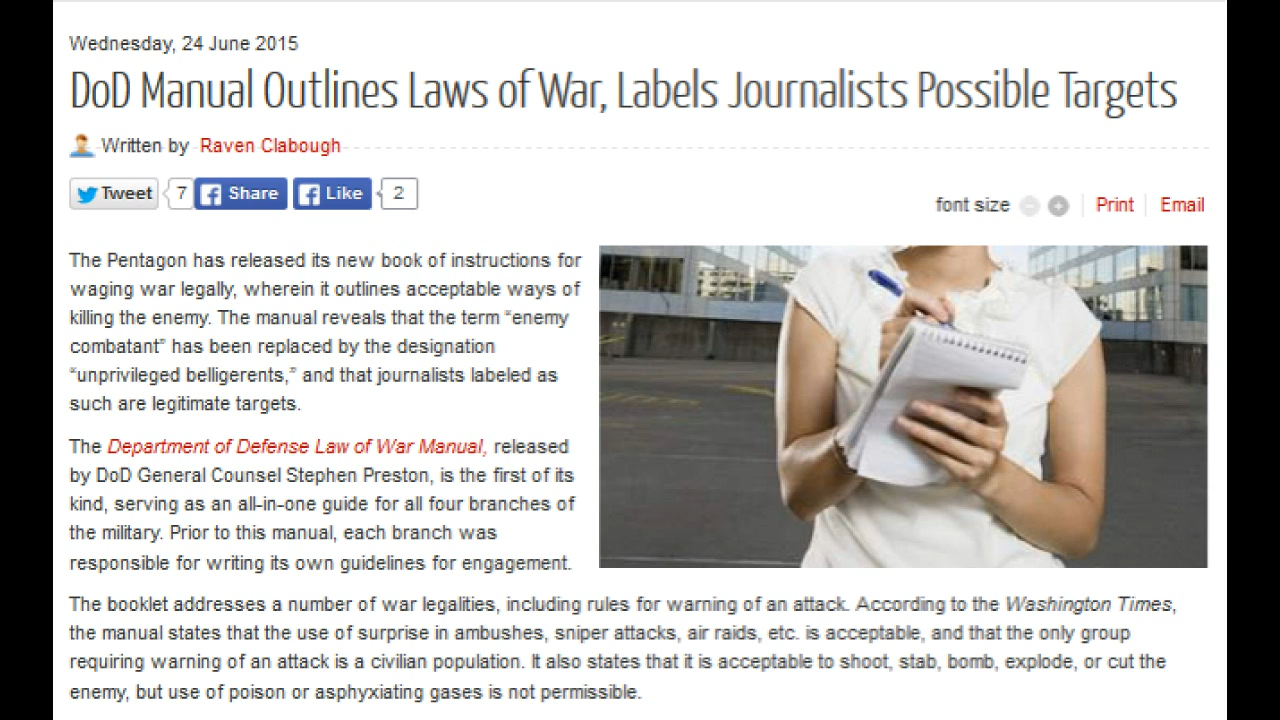 Wednesday, 24 June 2015
DoD Manual Outlines Laws of War, Labels Journalists Possible Targets
Written by Raven Clabough
Tweet 7 Share Like 2
font size Print Email
The Pentagon has released its new book of instructions for
waging war legally, wherein it outlines acceptable ways of
killing the enemy. The manual reveals that the term “enemy
combatant” has been replaced by the designation
“unprivileged belligerents,” and that journalists labeled as
such are legitimate targets.
The Department of Defense Law of War Manual, released
by DoD General Counsel Stephen Preston, is the first of its
kind, serving as an all-in-one guide for all four branches of
the military. Prior to this manual, each branch was
responsible for writing its own guidelines for engagement.
The booklet addresses a number of war legalities, including rules for warning of an attack. According to the Washington Times,
the manual states that the use of surprise in ambushes, sniper attacks, air raids, etc. is acceptable, and that the only group
requiring warning of an attack is a civilian population. It also states that it is acceptable to shoot, stab, bomb, explode, or cut the
enemy, but use of poison or asphyxiating gases is not permissible.